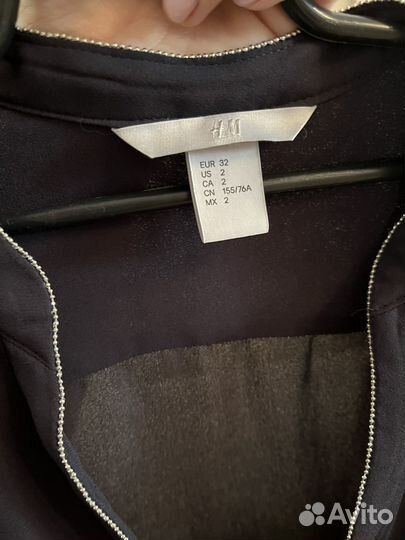 H&M
EUR 32
US 2
CA 2
CN 155/76A
MX 2
Avito